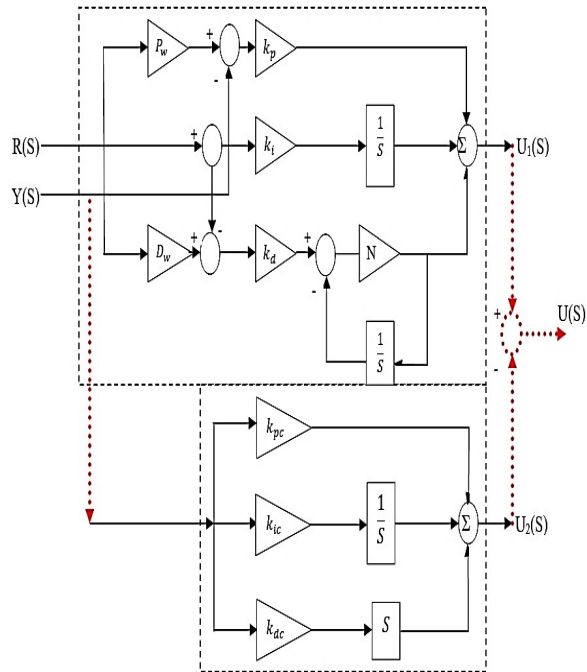 P_w
+
-
k_p
R(S)
+
k_i
1/S
Σ
U_1(S)
Y(S)
D_w
+
-
k_d
+
-
N
1/S
+
-
U(S)
k_pc
k_ic
1/S
Σ
U_2(S)
k_dc
S